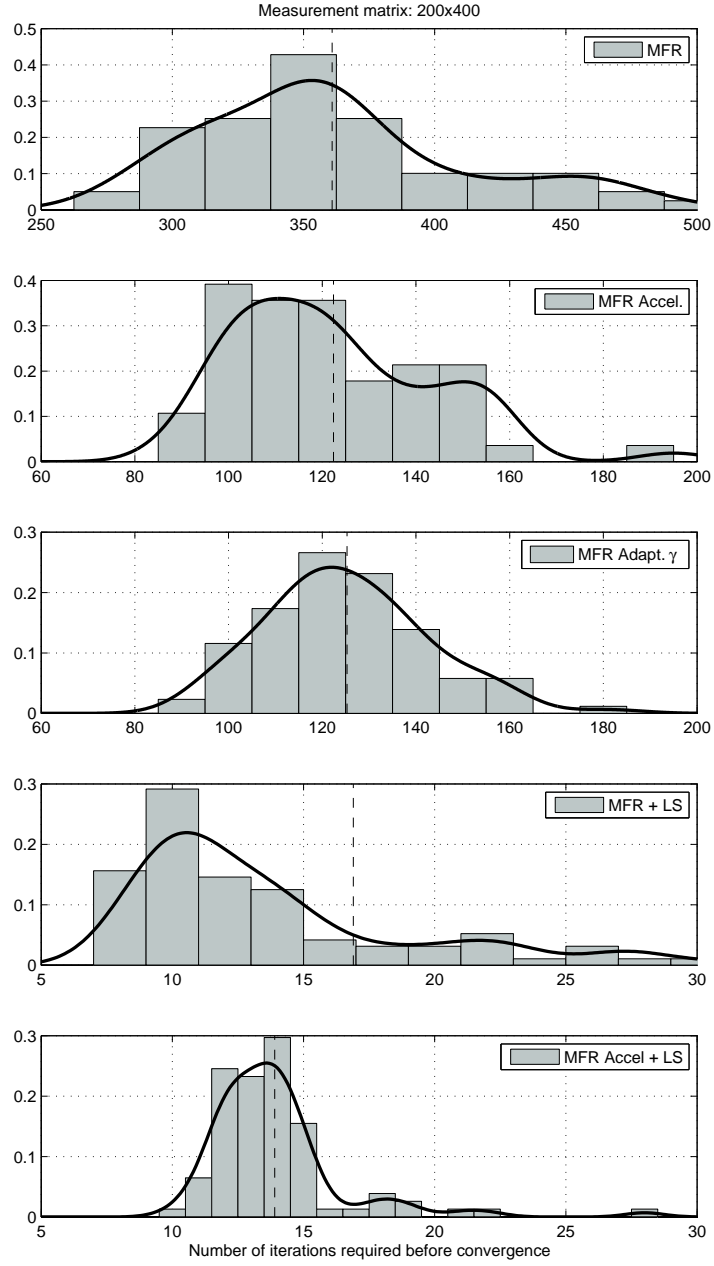 Measurement matrix: 200x400
0.5
0.4
0.3
0.2
0.1
0
MFR
250 300 350 400 450 500
0.4
0.3
0.2
0.1
0
MFR Accel.
60 80 100 120 140 160 180 200
0.3
0.2
0.1
0
MFR Adapt. γ
60 80 100 120 140 160 180 200
0.3
0.2
0.1
0
MFR + LS
5 10 15 20 25 30
0.3
0.2
0.1
0
MFR Accel + LS
5 10 15 20 25 30
Number of iterations required before convergence